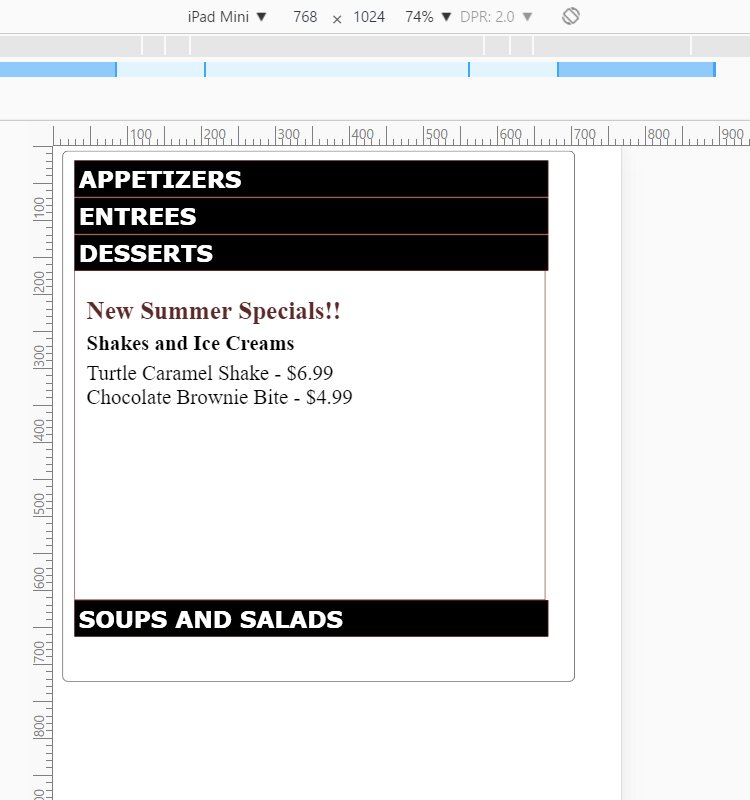 iPad Mini ▼ 768 × 1024 74% ▼ DPR: 2.0 ▼
100 200 300 400 500 600 700 800 900
APPETIZERS
ENTREES
DESSERTS
New Summer Specials!!
Shakes and Ice Creams
Turtle Caramel Shake - $6.99
Chocolate Brownie Bite - $4.99
SOUPS AND SALADS
100
200
300
400
500
600
700
800